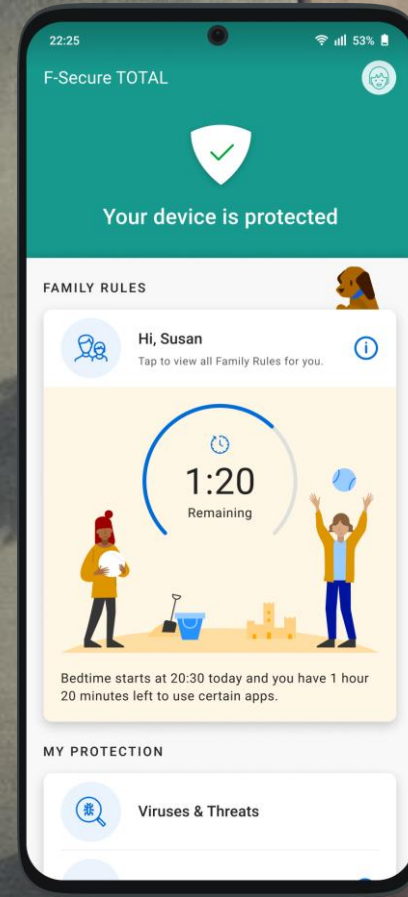 22:25
53%
F-Secure TOTAL
Your device is protected
FAMILY RULES
Hi, Susan
Tap to view all Family Rules for you.
1:20
Remaining
Bedtime starts at 20:30 today and you have 1 hour
20 minutes left to use certain apps.
MY PROTECTION
Viruses & Threats